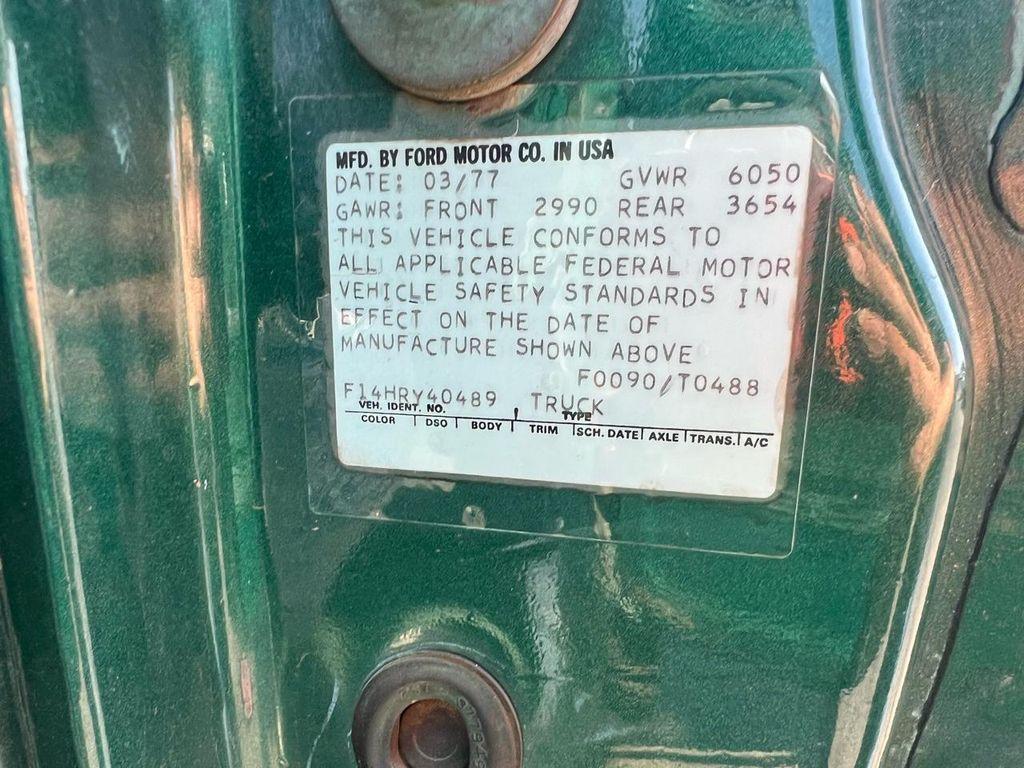 MFD. BY FORD MOTOR CO. IN USA
DATE: 03/77 GVWR 6050
GAWR: FRONT 2990 REAR 3654
THIS VEHICLE CONFORMS TO
ALL APPLICABLE FEDERAL MOTOR
VEHICLE SAFETY STANDARDS IN
EFFECT ON THE DATE OF
MANUFACTURE SHOWN ABOVE
F0090/T0488
F14HRY40489 TRUCK
VEH. IDENT. NO. TYPE
COLOR DSO BODY TRIM SCH. DATE AXLE TRANS. A/C